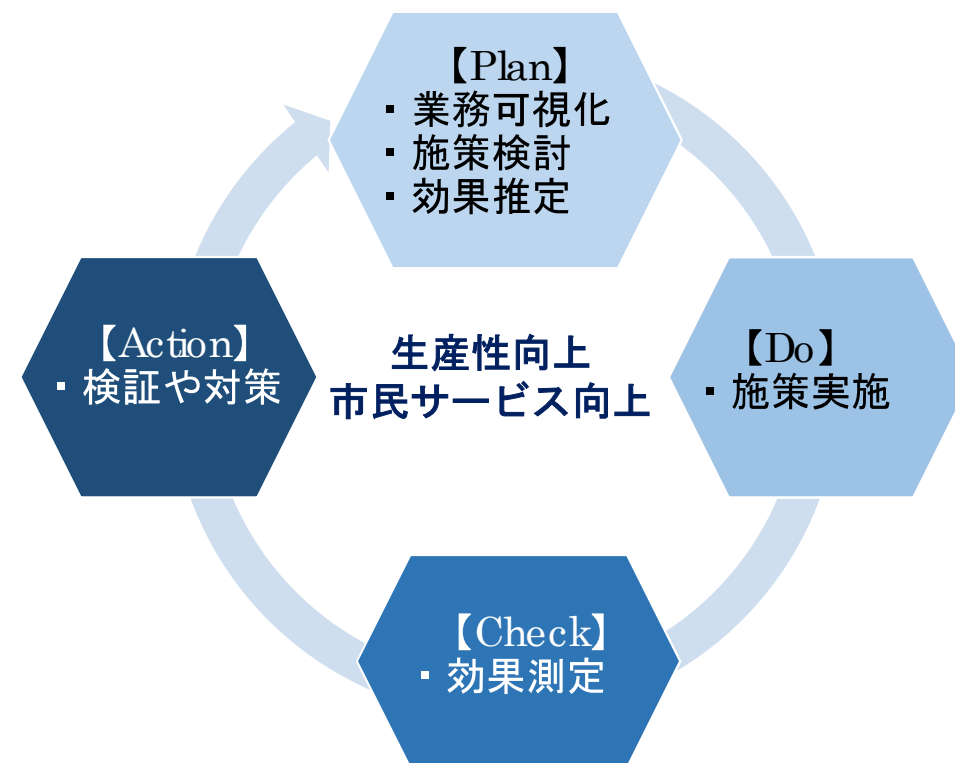 【Plan】
▪ 業務可視化
▪ 施策検討
▪ 効果推定
【Do】
▪ 施策実施
【Check】
▪ 効果測定
【Action】
▪ 検証や対策
生産性向上
市民サービス向上